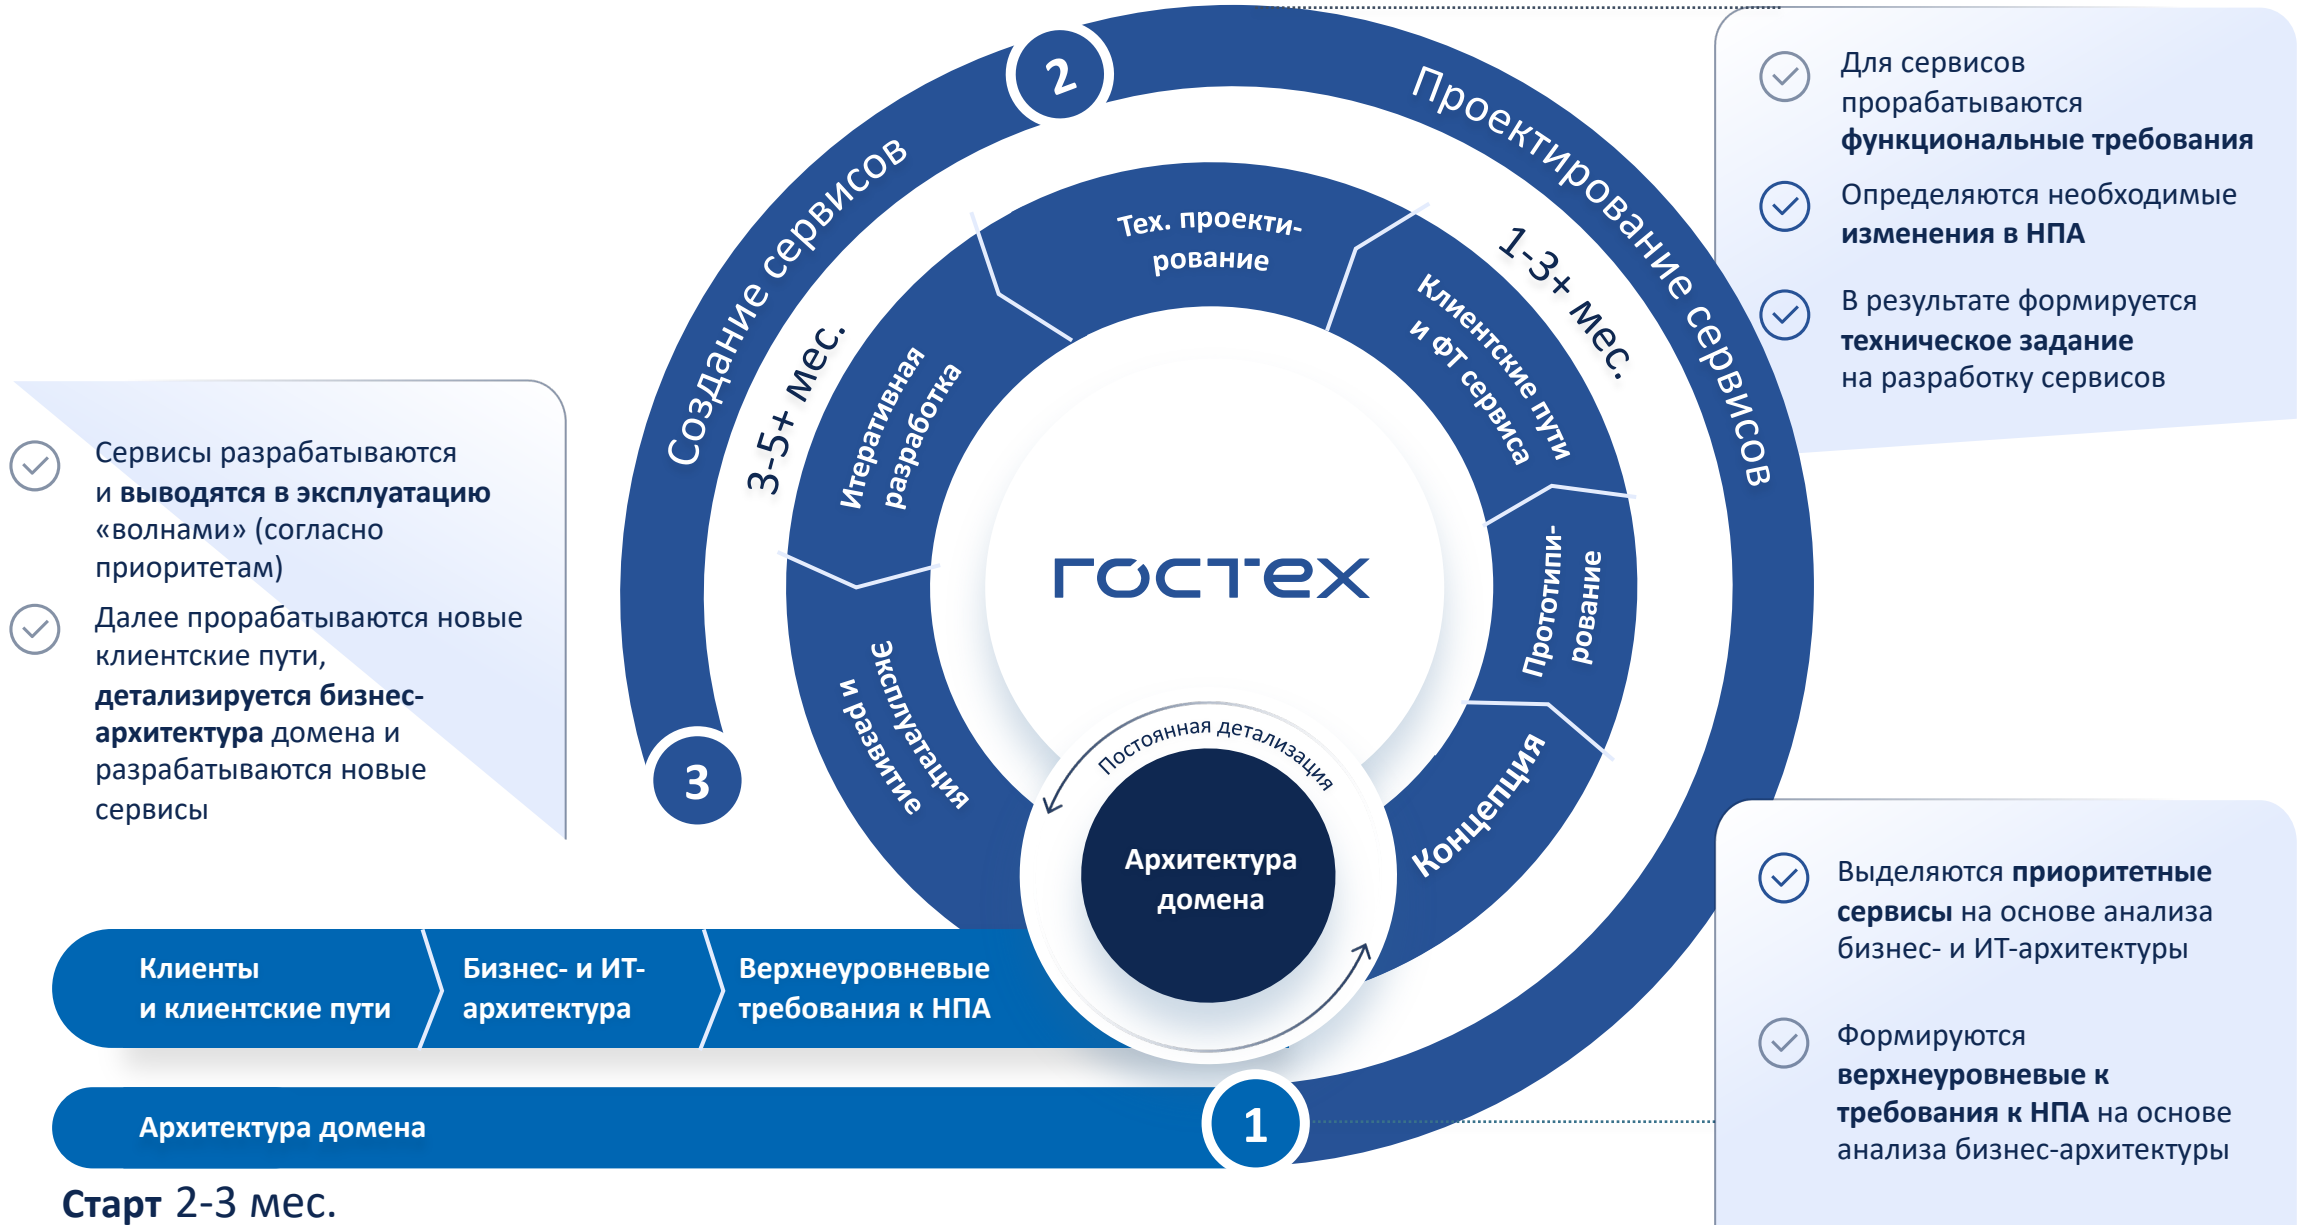 2
Проектирование сервисов
Создание сервисов
1-3+ мес.
3-5+ мес.
Тех. проекти-
рование
Клиентские пути
и ФТ сервиса
Прототипи-
рование
Концепция
Итеративная
разработка
Эксплуатация
и развитие
гостех
Постоянная детализация
Архитектура
домена
3
1
Для сервисов
прорабатываются
функциональные требования
Определяются необходимые
изменения в НПА
В результате формируется
техническое задание
на разработку сервисов
Сервисы разрабатываются
и выводятся в эксплуатацию
«волнами» (согласно
приоритетам)
Далее прорабатываются новые
клиентские пути,
детализируется бизнес-
архитектура домена и
разрабатываются новые
сервисы
Выделяются приоритетные
сервисы на основе анализа
бизнес- и ИТ-архитектуры
Формируются
верхнеуровневые к
требования к НПА на основе
анализа бизнес-архитектуры
Клиенты
и клиентские пути
Бизнес- и ИТ-
архитектура
Верхнеуровневые
требования к НПА
Архитектура домена
Старт 2-3 мес.